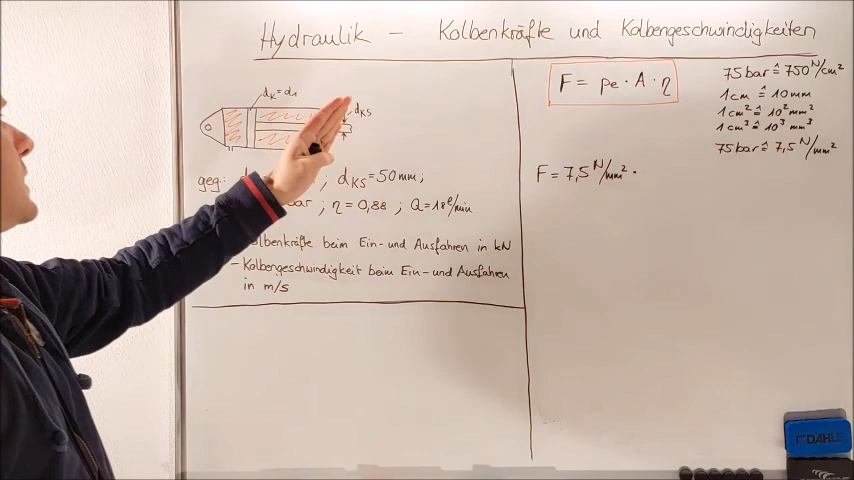 Hydraulik – Kolbenkräfte und Kolbengeschwindigkeiten
dK = d1
dKS
geg.: ; dKS = 50 mm ;
bar ; η = 0,88 ; Q = 18 l/min
Kolbenkräfte beim Ein- und Ausfahren in kN
– Kolbengeschwindigkeit beim Ein- und Ausfahren
in m/s
F = pe · A · η
75 bar ≙ 750 N/cm²
1 cm ≙ 10 mm
1 cm² ≙ 10² mm²
1 cm³ ≙ 10³ mm³
75 bar ≙ 7,5 N/mm²
F = 7,5 N/mm² ·
DAHLE